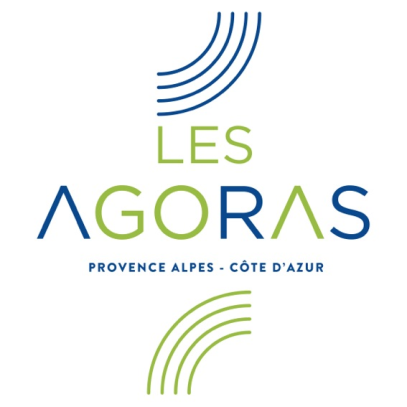 LES
AGORAS
PROVENCE ALPES - CÔTE D'AZUR